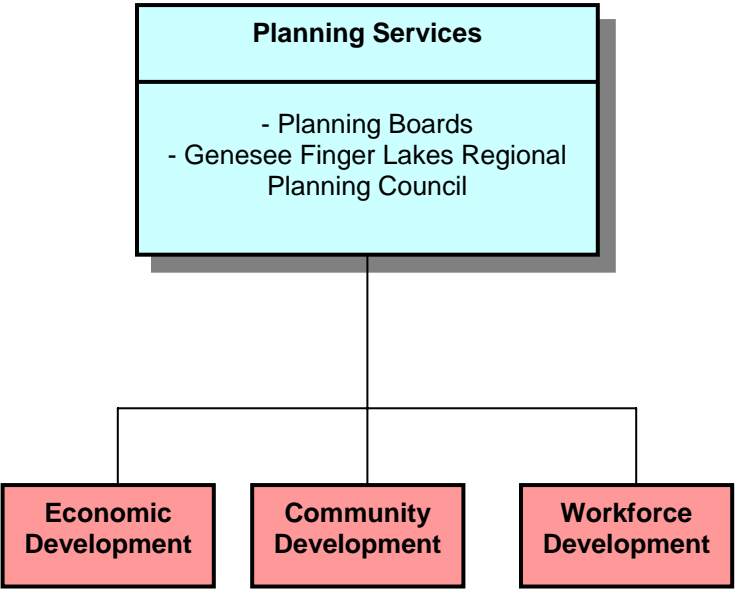 Planning Services
- Planning Boards
- Genesee Finger Lakes Regional
Planning Council
Economic
Development
Community
Development
Workforce
Development